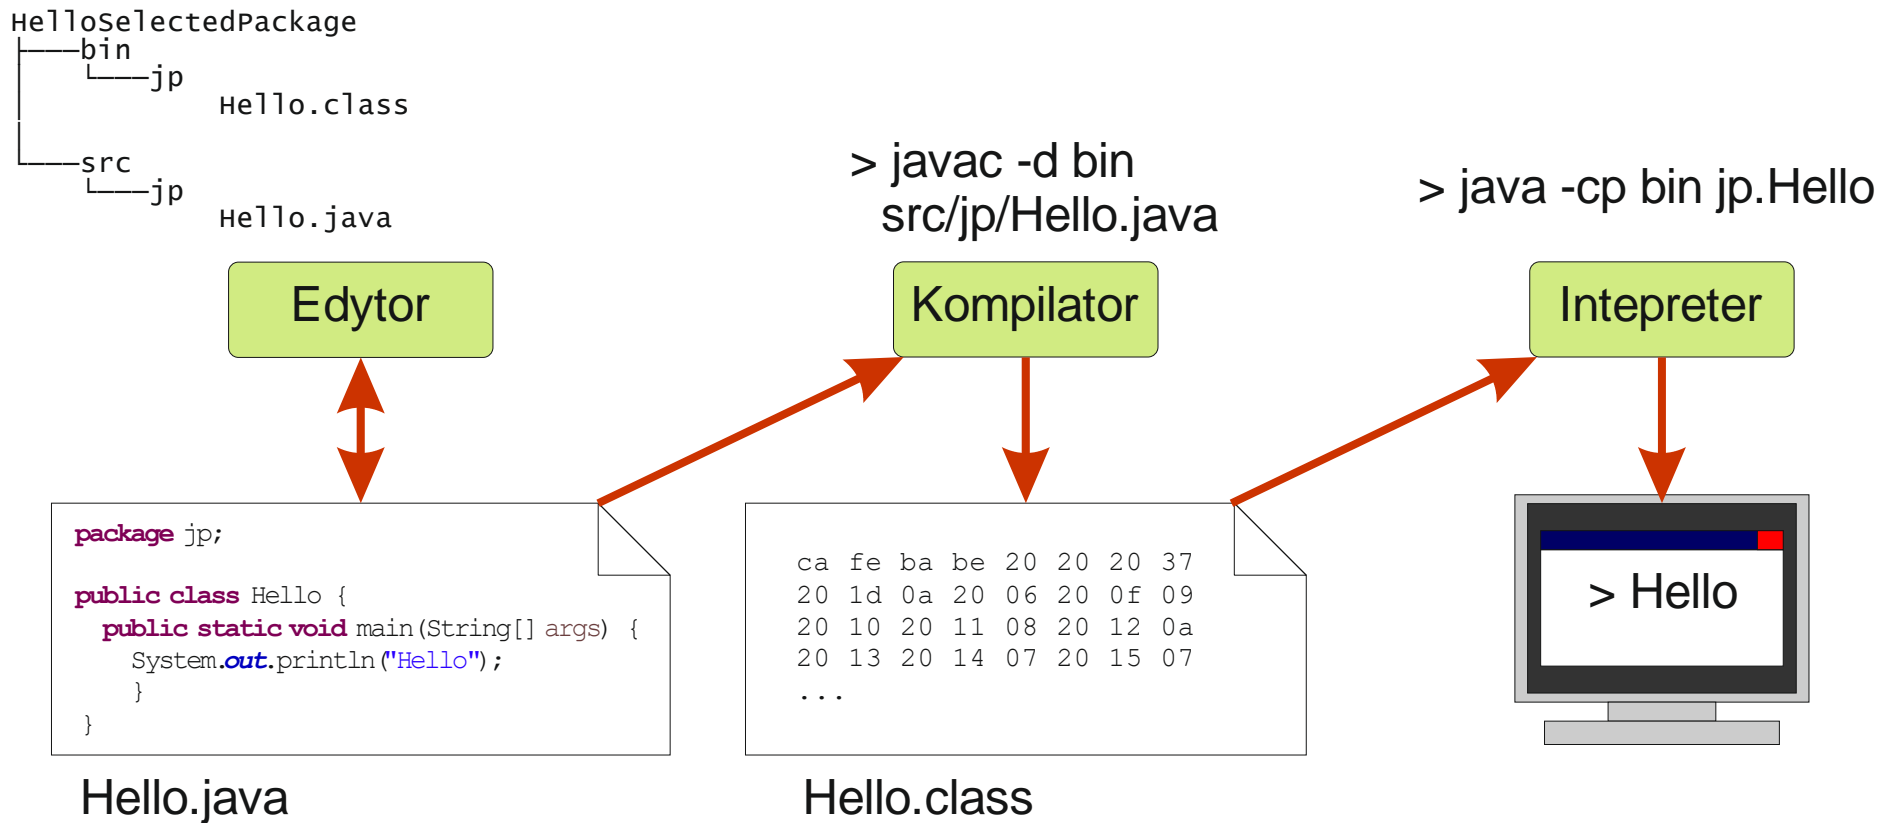 HelloSelectedPackage
├───bin
│   └───jp
│           Hello.class
│
└───src
    └───jp
            Hello.java
> javac -d bin
src/jp/Hello.java
> java -cp bin jp.Hello
Edytor
Kompilator
Intepreter
package jp;
public class Hello {
public static void main(String[] args) {
System.out.println("Hello");
}
}
ca fe ba be 20 20 20 37
20 1d 0a 20 06 20 0f 09
20 10 20 11 08 20 12 0a
20 13 20 14 07 20 15 07
...
> Hello
Hello.java
Hello.class